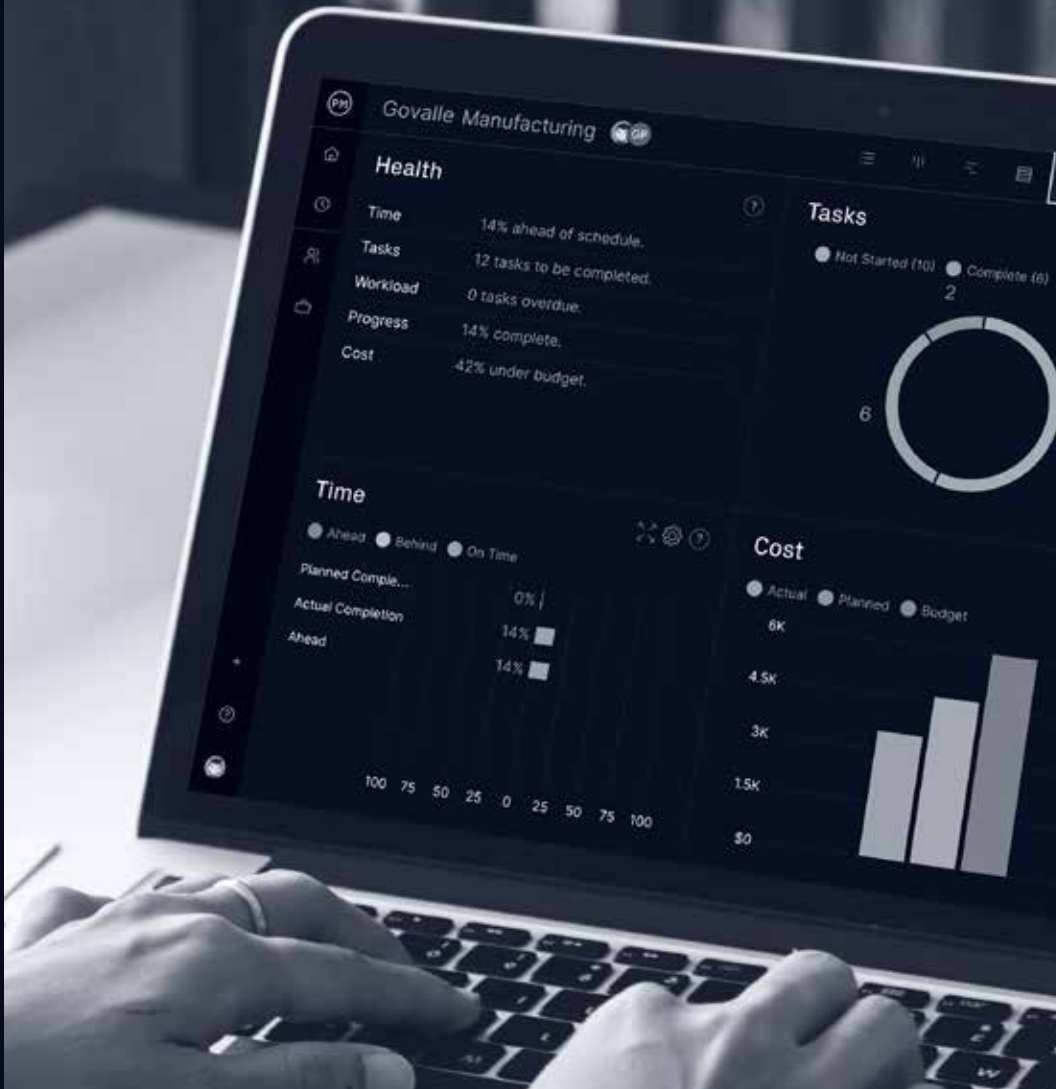 PM
Govalle Manufacturing
GP
Health
Time 14% ahead of schedule.
Tasks 12 tasks to be completed.
Workload 0 tasks overdue.
Progress 14% complete.
Cost 42% under budget.
?
Tasks
Not Started (10) Complete (6)
2
6
Time
?
Ahead Behind On Time
Planned Comple... 0%
Actual Completion 14%
Ahead 14%
100 75 50 25 0 25 50 75 100
Cost
Actual Planned Budget
6K
4.5K
3K
1.5K
$0
?